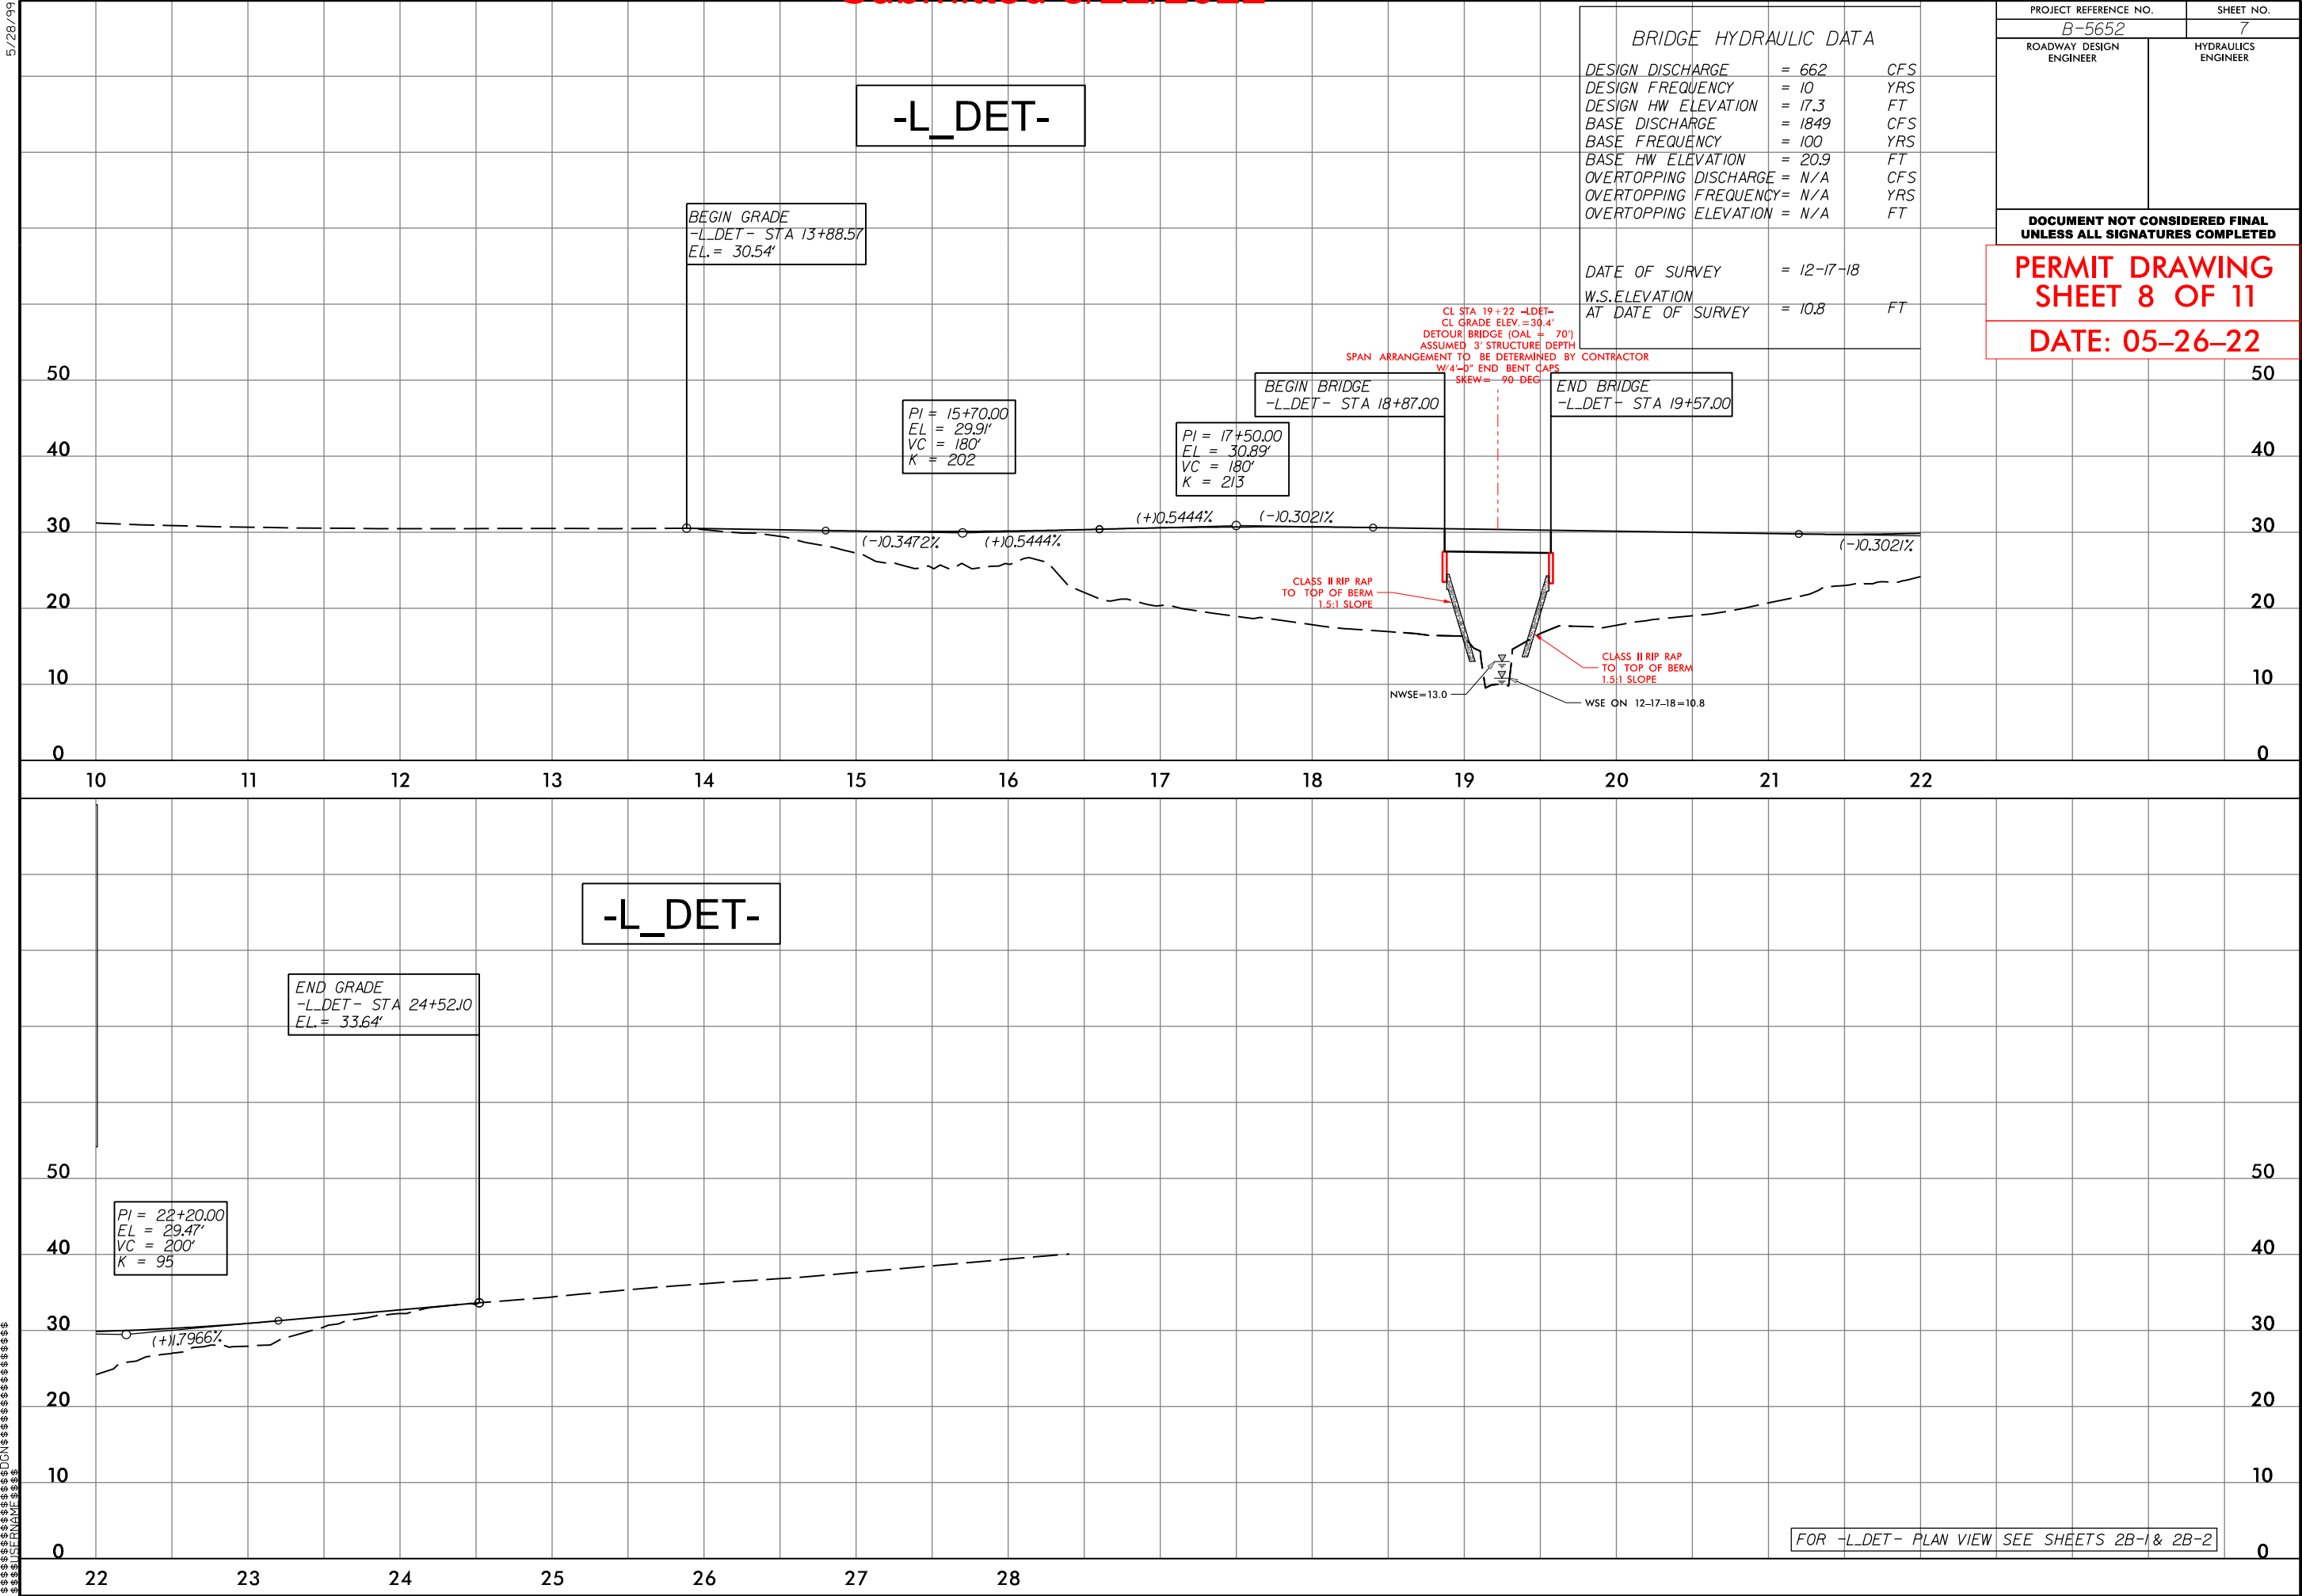 5/28/99
PROJECT REFERENCE NO.
SHEET NO.
B-5652
7
ROADWAY DESIGN
ENGINEER
HYDRAULICS
ENGINEER
DOCUMENT NOT CONSIDERED FINAL
UNLESS ALL SIGNATURES COMPLETED
PERMIT DRAWING
SHEET 8 OF 11
DATE: 05-26-22
BRIDGE HYDRAULIC DATA
DESIGN DISCHARGE = 662 CFS
DESIGN FREQUENCY = 10 YRS
DESIGN HW ELEVATION = 17.3 FT
BASE DISCHARGE = 1849 CFS
BASE FREQUENCY = 100 YRS
BASE HW ELEVATION = 20.9 FT
OVERTOPPING DISCHARGE = N/A CFS
OVERTOPPING FREQUENCY= N/A YRS
OVERTOPPING ELEVATION = N/A FT
DATE OF SURVEY = 12-17-18
W.S.ELEVATION
AT DATE OF SURVEY = 10.8 FT
-L_DET-
BEGIN GRADE
-L_DET- STA 13+88.57
EL.= 30.54'
CL STA 19+22 -LDET-
CL GRADE ELEV.=30.4'
DETOUR BRIDGE (OAL = 70')
ASSUMED 3' STRUCTURE DEPTH
SPAN ARRANGEMENT TO BE DETERMINED BY CONTRACTOR
W/4'-0" END BENT CAPS
SKEW= 90 DEG
BEGIN BRIDGE
-L_DET- STA 18+87.00
END BRIDGE
-L_DET- STA 19+57.00
PI = 15+70.00
EL = 29.91'
VC = 180'
K = 202
PI = 17+50.00
EL = 30.89'
VC = 180'
K = 213
(-)0.3472%
(+)0.5444%
(+)0.5444%
(-)0.3021%
(-)0.3021%
CLASS II RIP RAP
TO TOP OF BERM
1.5:1 SLOPE
CLASS II RIP RAP
TO TOP OF BERM
1.5:1 SLOPE
NWSE=13.0
WSE ON 12-17-18=10.8
50 50
40 40
30 30
20 20
10 10
0 0
10 11 12 13 14 15 16 17 18 19 20 21 22
-L_DET-
END GRADE
-L_DET- STA 24+52.10
EL.= 33.64'
PI = 22+20.00
EL = 29.47'
VC = 200'
K = 95
(+)1.7966%
50 50
40 40
30 30
20 20
10 10
0 0
22 23 24 25 26 27 28
FOR -L_DET- PLAN VIEW SEE SHEETS 2B-1 & 2B-2